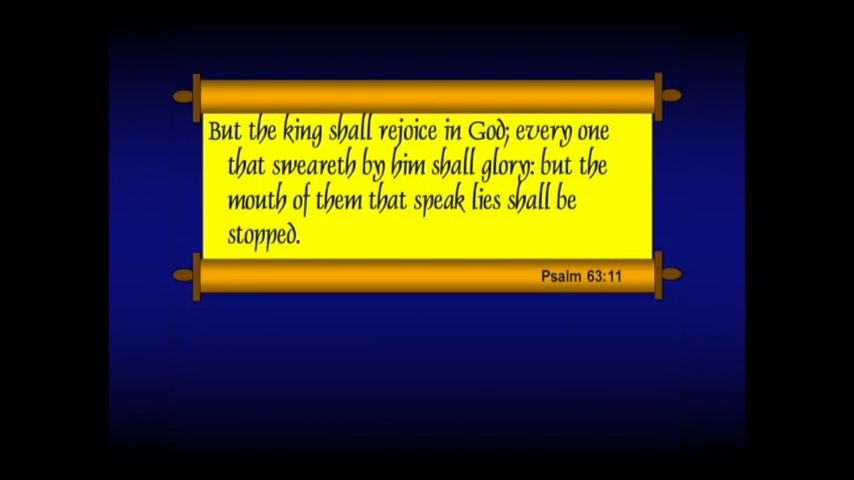 But the king shall rejoice in God; every one
that sweareth by him shall glory: but the
mouth of them that speak lies shall be
stopped.
Psalm 63:11